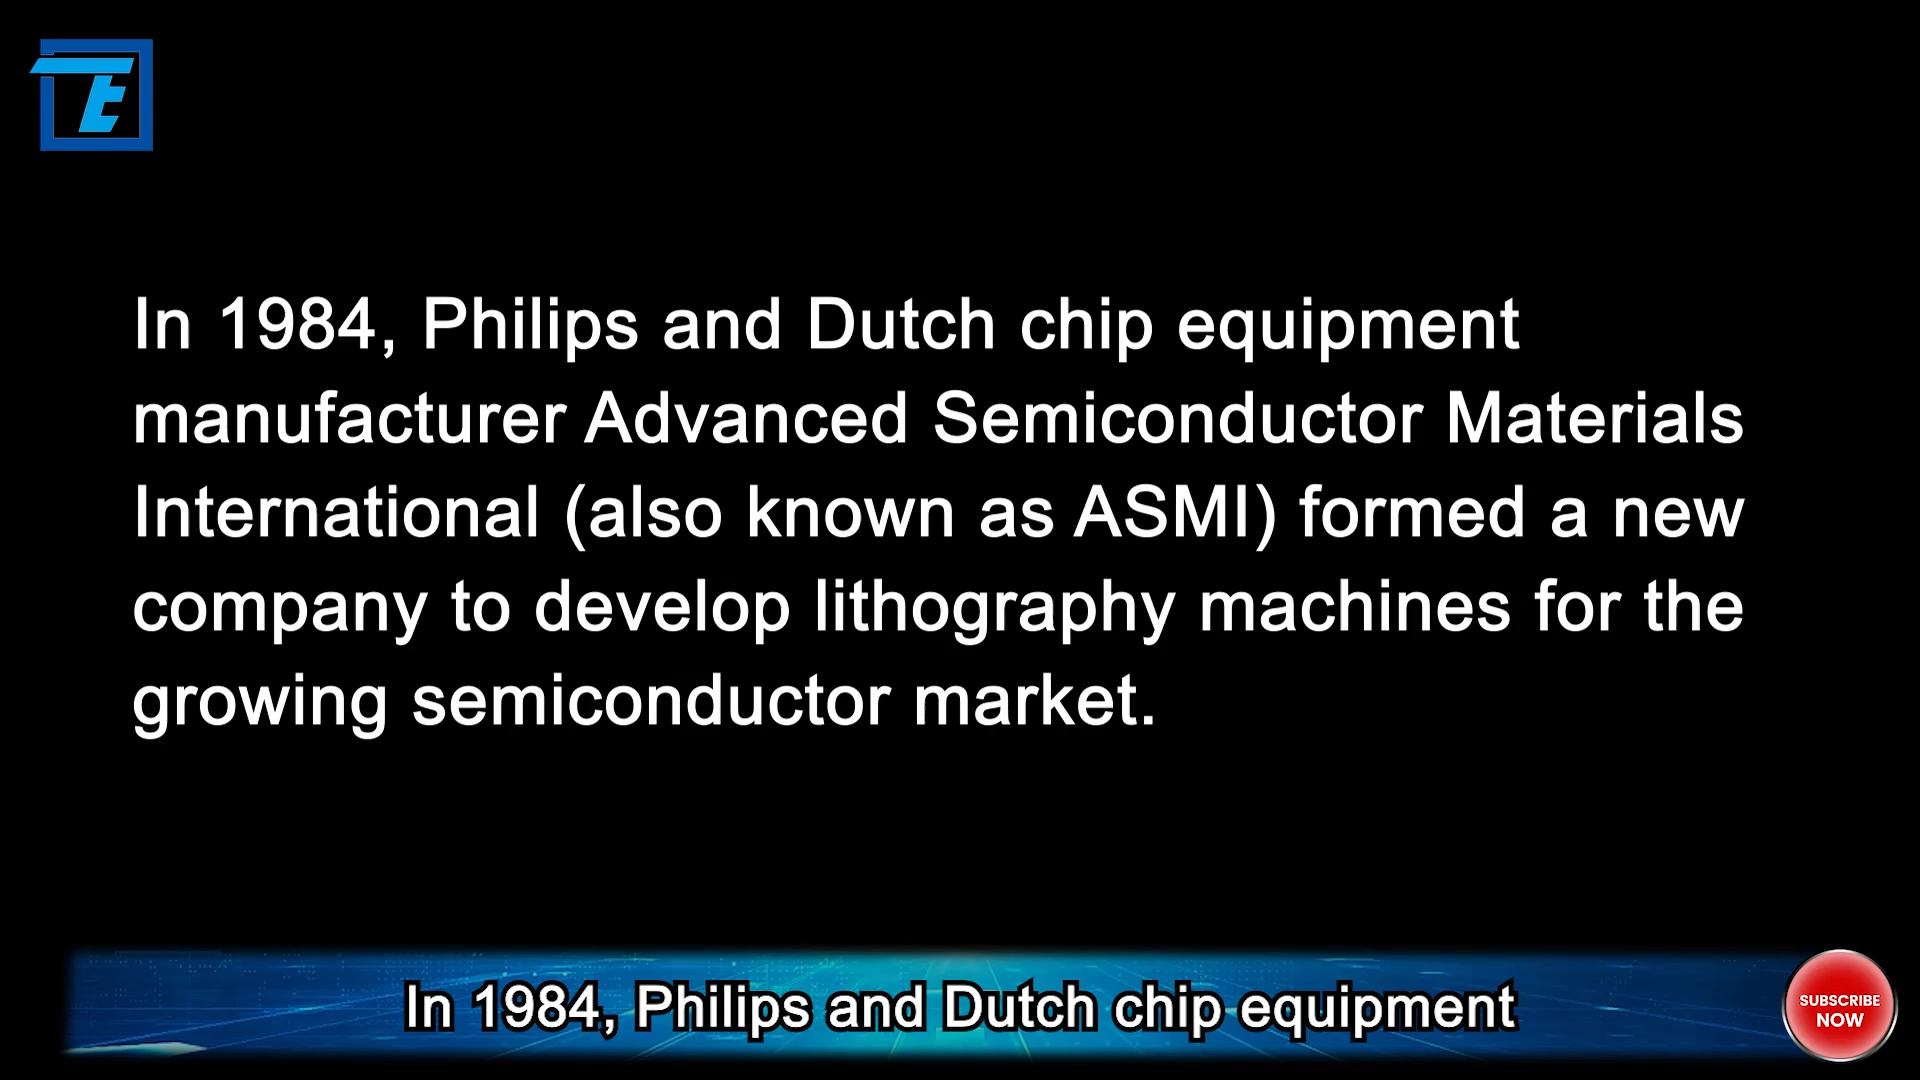 TE
In 1984, Philips and Dutch chip equipment
manufacturer Advanced Semiconductor Materials
International (also known as ASMI) formed a new
company to develop lithography machines for the
growing semiconductor market.
In 1984, Philips and Dutch chip equipment
SUBSCRIBE
NOW